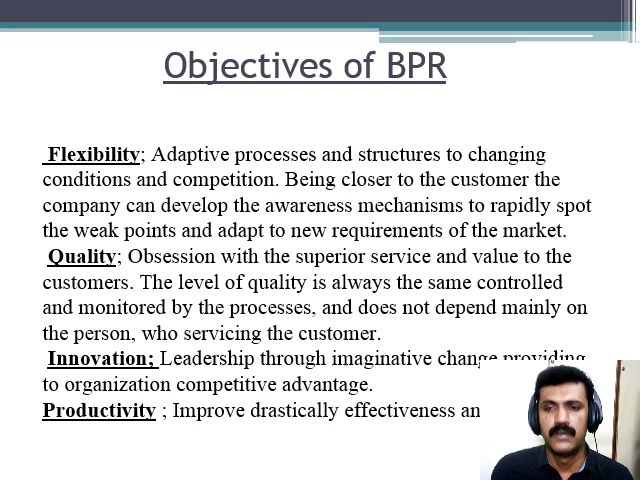 Objectives of BPR
Flexibility; Adaptive processes and structures to changing
conditions and competition. Being closer to the customer the
company can develop the awareness mechanisms to rapidly spot
the weak points and adapt to new requirements of the market.
Quality; Obsession with the superior service and value to the
customers. The level of quality is always the same controlled
and monitored by the processes, and does not depend mainly on
the person, who servicing the customer.
Innovation; Leadership through imaginative change providing
to organization competitive advantage.
Productivity ; Improve drastically effectiveness an